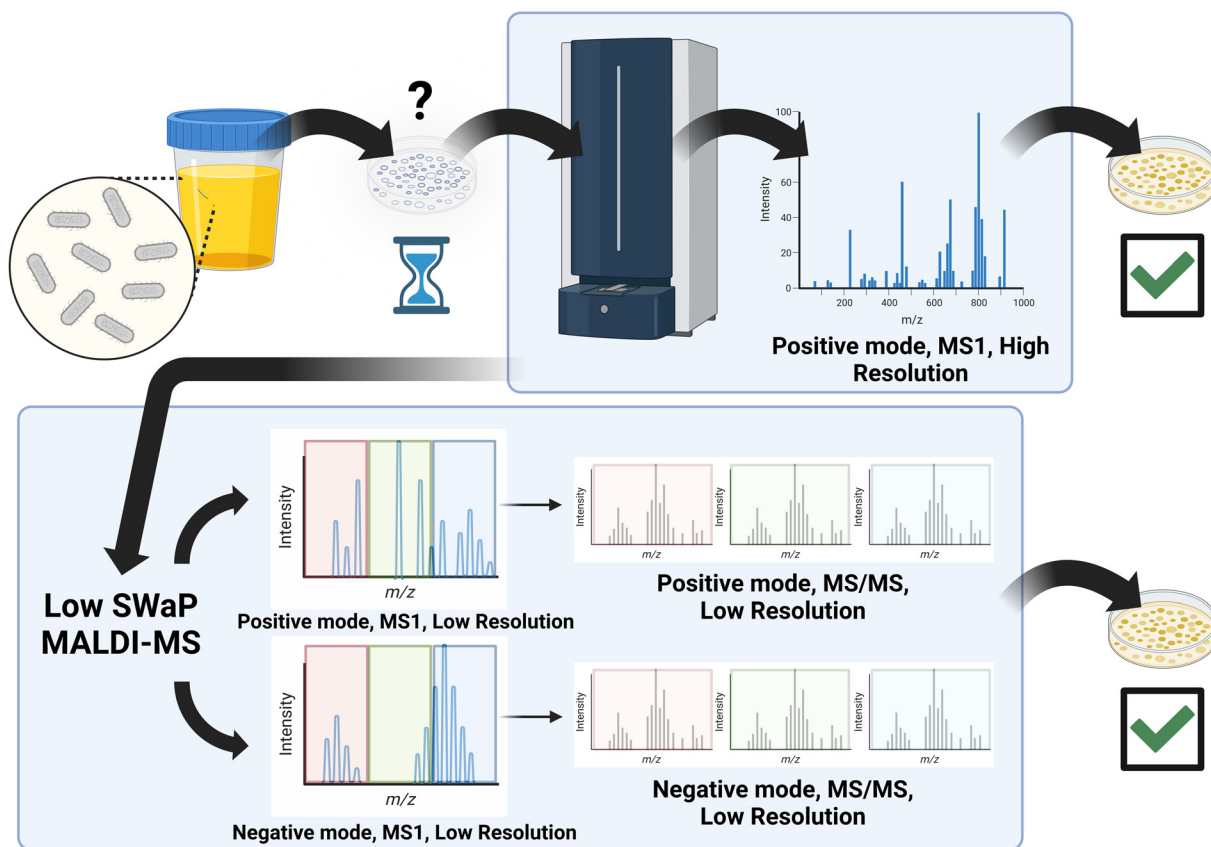 ?
100
80
60
40
20
0
Intensity
200
400
600
800
1000
m/z
Positive mode, MS1, High
Resolution
Low SWaP
MALDI-MS
Intensity
m/z
Positive mode, MS1, Low Resolution
Intensity
m/z
Intensity
m/z
Intensity
m/z
Positive mode, MS/MS,
Low Resolution
Intensity
m/z
Negative mode, MS1, Low Resolution
Intensity
m/z
Intensity
m/z
Intensity
m/z
Negative mode, MS/MS,
Low Resolution